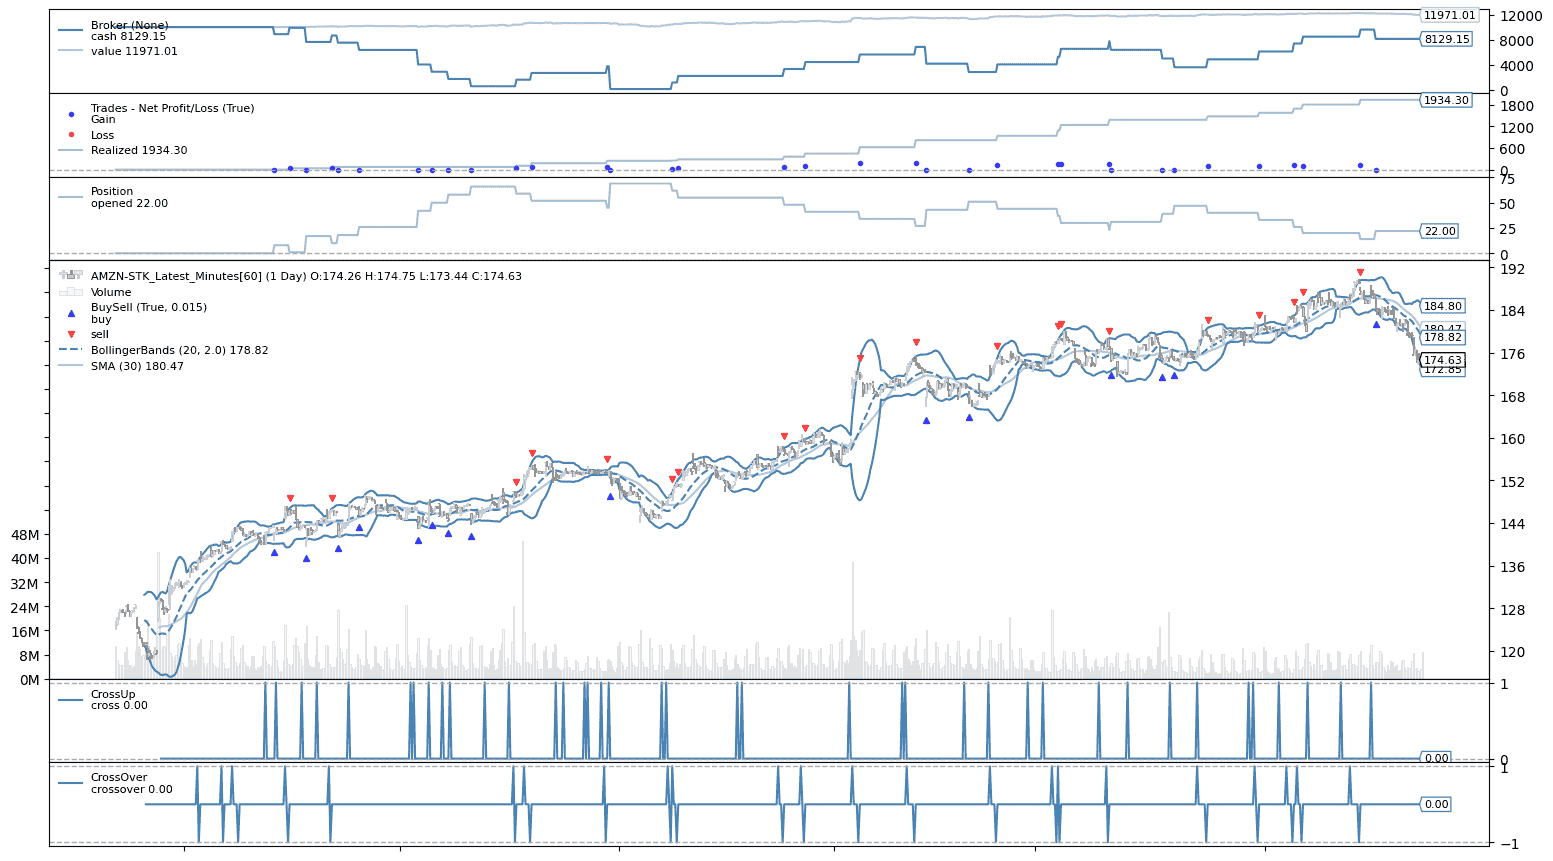 Broker (None)
cash 8129.15
value 11971.01
11971.01
8129.15
12000
8000
4000
0
Trades - Net Profit/Loss (True)
Gain
Loss
Realized 1934.30
1934.30
1800
1200
600
0
Position
opened 22.00
22.00
75
50
25
0
AMZN-STK_Latest_Minutes[60] (1 Day) O:174.26 H:174.75 L:173.44 C:174.63
Volume
BuySell (True, 0.015)
buy
sell
BollingerBands (20, 2.0) 178.82
SMA (30) 180.47
184.80
180.47
178.82
174.63
172.85
192
184
176
168
160
152
144
136
128
120
48M
40M
32M
24M
16M
8M
0M
CrossUp
cross 0.00
0.00
1
0
CrossOver
crossover 0.00
0.00
1
−1